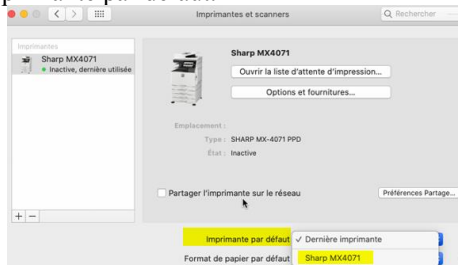 Imprimantes et scanners
Rechercher
Imprimantes
Sharp MX4071
Inactive, dernière utilisée
Sharp MX4071
Ouvrir la liste d'attente d'impression...
Options et fournitures...
Emplacement :
Type : SHARP MX-4071 PPD
État : Inactive
Partager l'imprimante sur le réseau
Préférences Partage...
+ −
Imprimante par défaut
✓ Dernière imprimante
Format de papier par défaut
Sharp MX4071